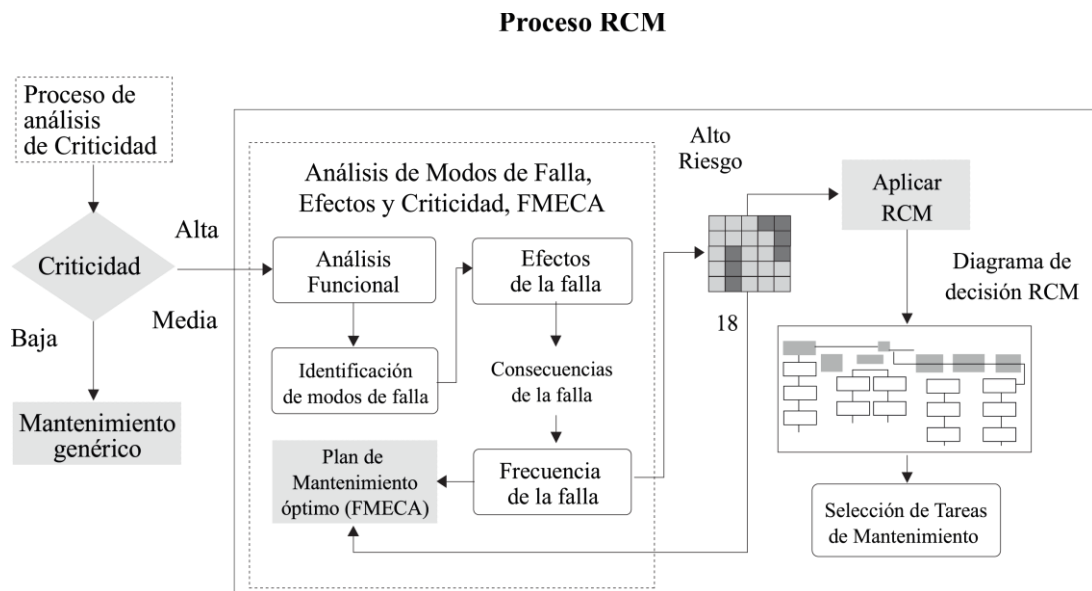 Proceso RCM
Proceso de
análisis
de Criticidad
Criticidad
Alta
Media
Baja
Mantenimiento
genérico
Análisis de Modos de Falla,
Efectos y Criticidad, FMECA
Análisis
Funcional
Identificación
de modos de falla
Efectos
de la falla
Consecuencias
de la falla
Frecuencia
de la falla
Plan de
Mantenimiento
óptimo (FMECA)
Alto
Riesgo
18
Aplicar
RCM
Diagrama de
decisión RCM
Selección de Tareas
de Mantenimiento